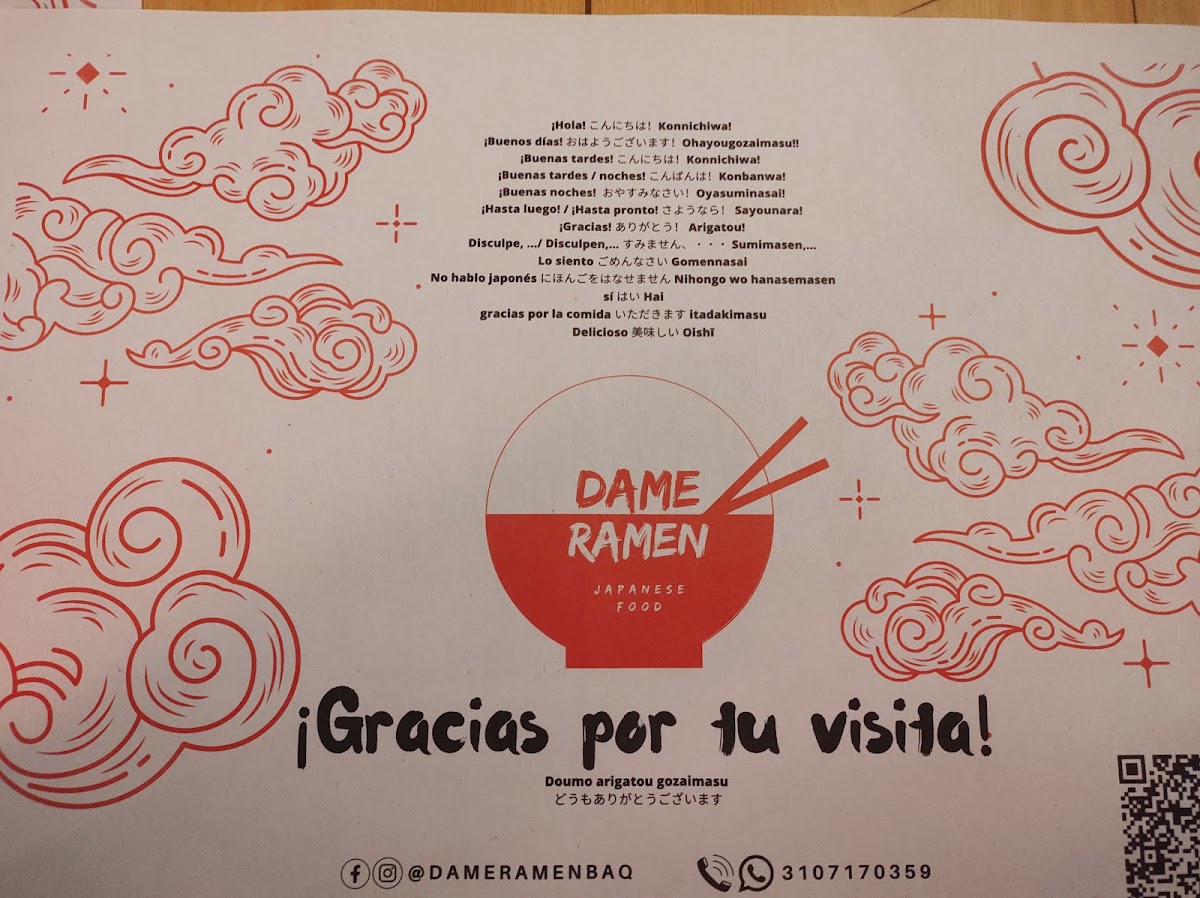 ¡Hola! こんにちは！ Konnichiwa!
¡Buenos días! おはようございます！ Ohayougozaimasu!!
¡Buenas tardes! こんにちは！ Konnichiwa!
¡Buenas tardes / noches! こんばんは！ Konbanwa!
¡Buenas noches! おやすみなさい！ Oyasuminasai!
¡Hasta luego! / ¡Hasta pronto! さようなら！ Sayounara!
¡Gracias! ありがとう！ Arigatou!
Disculpe, .../ Disculpen,... すみません、・・・ Sumimasen,...
Lo siento ごめんなさい Gomennasai
No hablo japonés にほんごをはなせません Nihongo wo hanasemasen
sí はい Hai
gracias por la comida いただきます itadakimasu
Delicioso 美味しい Oishī
DAME
RAMEN
JAPANESE
FOOD
¡Gracias por tu visita!
Doumo arigatou gozaimasu
どうもありがとうございます
@DAMERAMENBAQ 3107170359